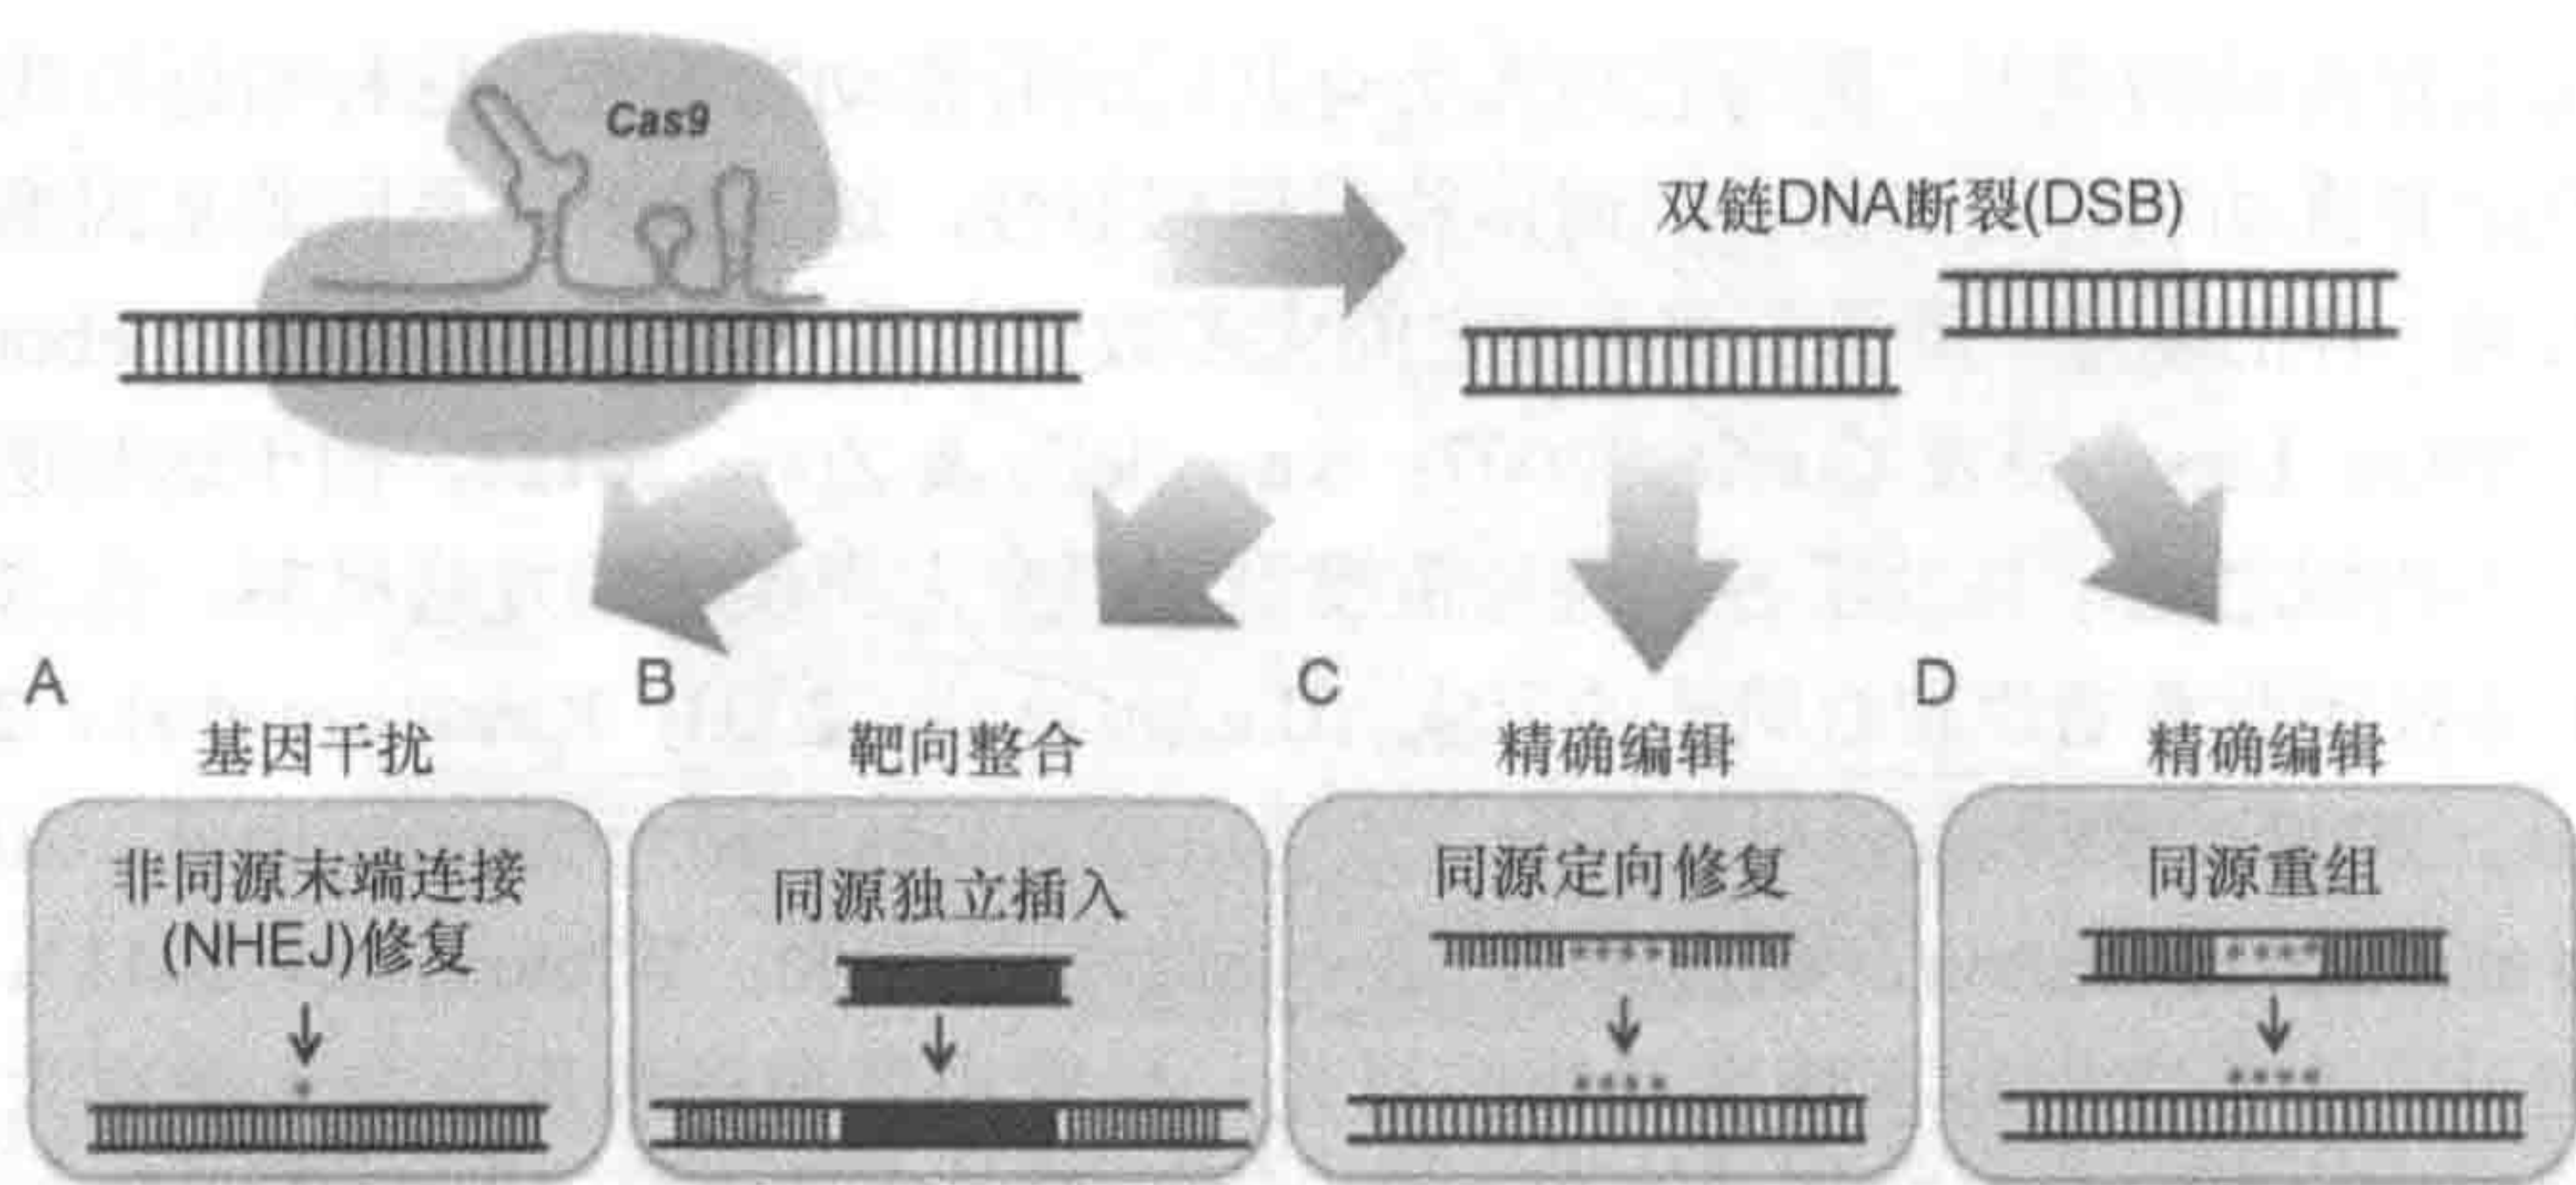 Cas9
双链DNA断裂(DSB)
A
B
C
D
基因干扰
靶向整合
精确编辑
精确编辑
非同源末端连接
(NHEJ)修复
同源独立插入
同源定向修复
同源重组